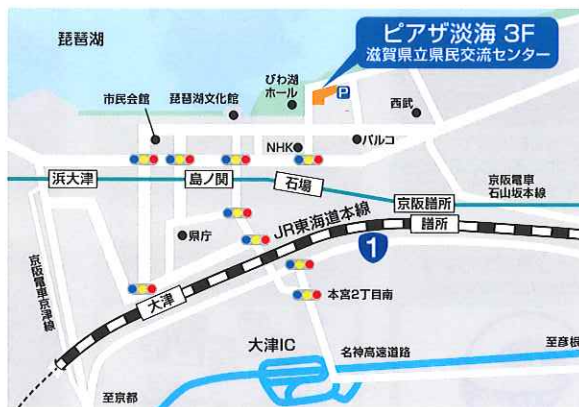 琵琶湖
ピアザ淡海 3F
滋賀県立県民交流センター
びわ湖
ホール
P
西武
市民会館
琵琶湖文化館
NHK
パルコ
浜大津
島ノ関
石場
京阪膳所
京阪電車
石山坂本線
膳所
JR東海道本線
1
県庁
大津
京阪電車京津線
本宮2丁目南
大津IC
名神高速道路
至彦根
至京都